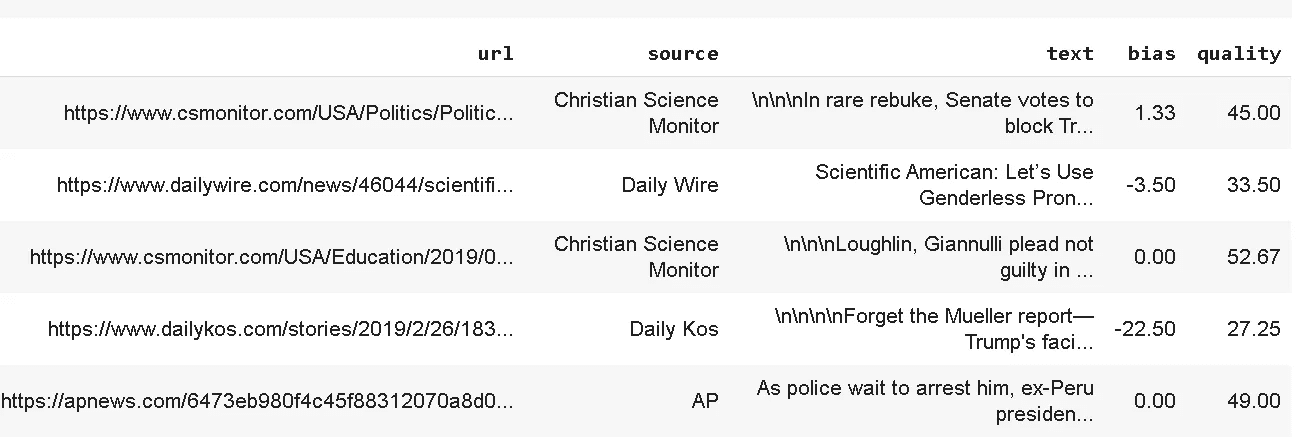 url source text bias quality
https://www.csmonitor.com/USA/Politics/Politic... Christian Science Monitor \n\n\nIn rare rebuke, Senate votes to block Tr... 1.33 45.00
https://www.dailywire.com/news/46044/scientifi... Daily Wire Scientific American: Let’s Use Genderless Pron... -3.50 33.50
https://www.csmonitor.com/USA/Education/2019/0... Christian Science Monitor \n\n\nLoughlin, Giannulli plead not guilty in ... 0.00 52.67
https://www.dailykos.com/stories/2019/2/26/183... Daily Kos \n\n\n\nForget the Mueller report—Trump's faci... -22.50 27.25
https://apnews.com/6473eb980f4c45f88312070a8d0... AP As police wait to arrest him, ex-Peru presiden... 0.00 49.00